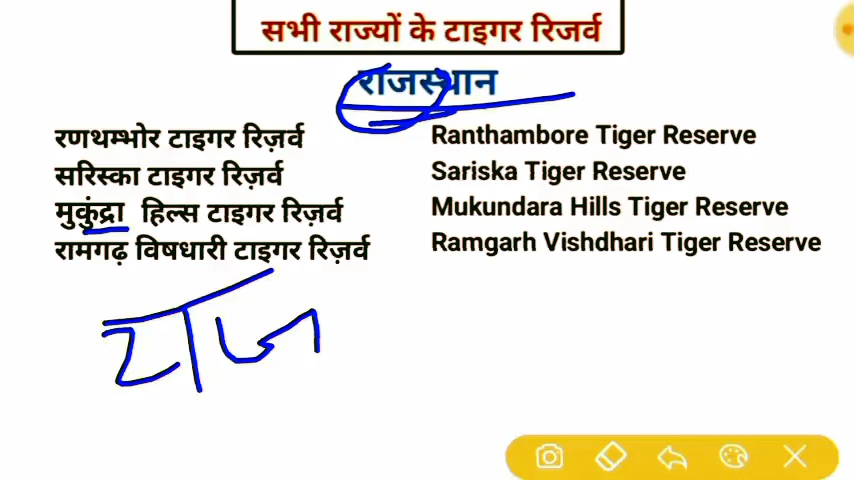 सभी राज्यों के टाइगर रिजर्व
राजस्थान
रणथम्भोर टाइगर रिज़र्व Ranthambore Tiger Reserve
सरिस्का टाइगर रिज़र्व Sariska Tiger Reserve
मुकुंद्रा हिल्स टाइगर रिज़र्व Mukundara Hills Tiger Reserve
रामगढ़ विषधारी टाइगर रिज़र्व Ramgarh Vishdhari Tiger Reserve
राज